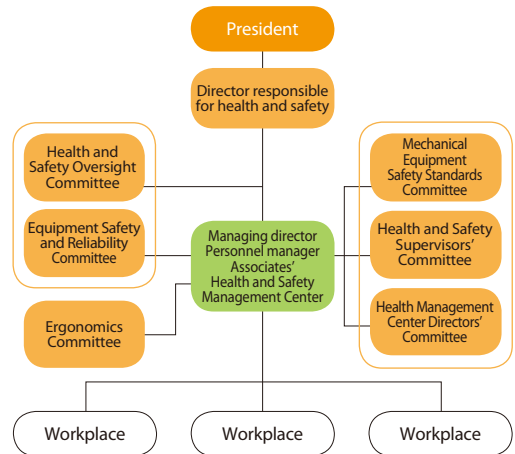 President
Director responsible
for health and safety
Health and
Safety Oversight
Committee
Mechanical
Equipment
Safety Standards
Committee
Equipment Safety
and Reliability
Committee
Managing director
Personnel manager
Associates’
Health and Safety
Management Center
Health and Safety
Supervisors’
Committee
Ergonomics
Committee
Health Management
Center Directors’
Committee
Workplace
Workplace
Workplace